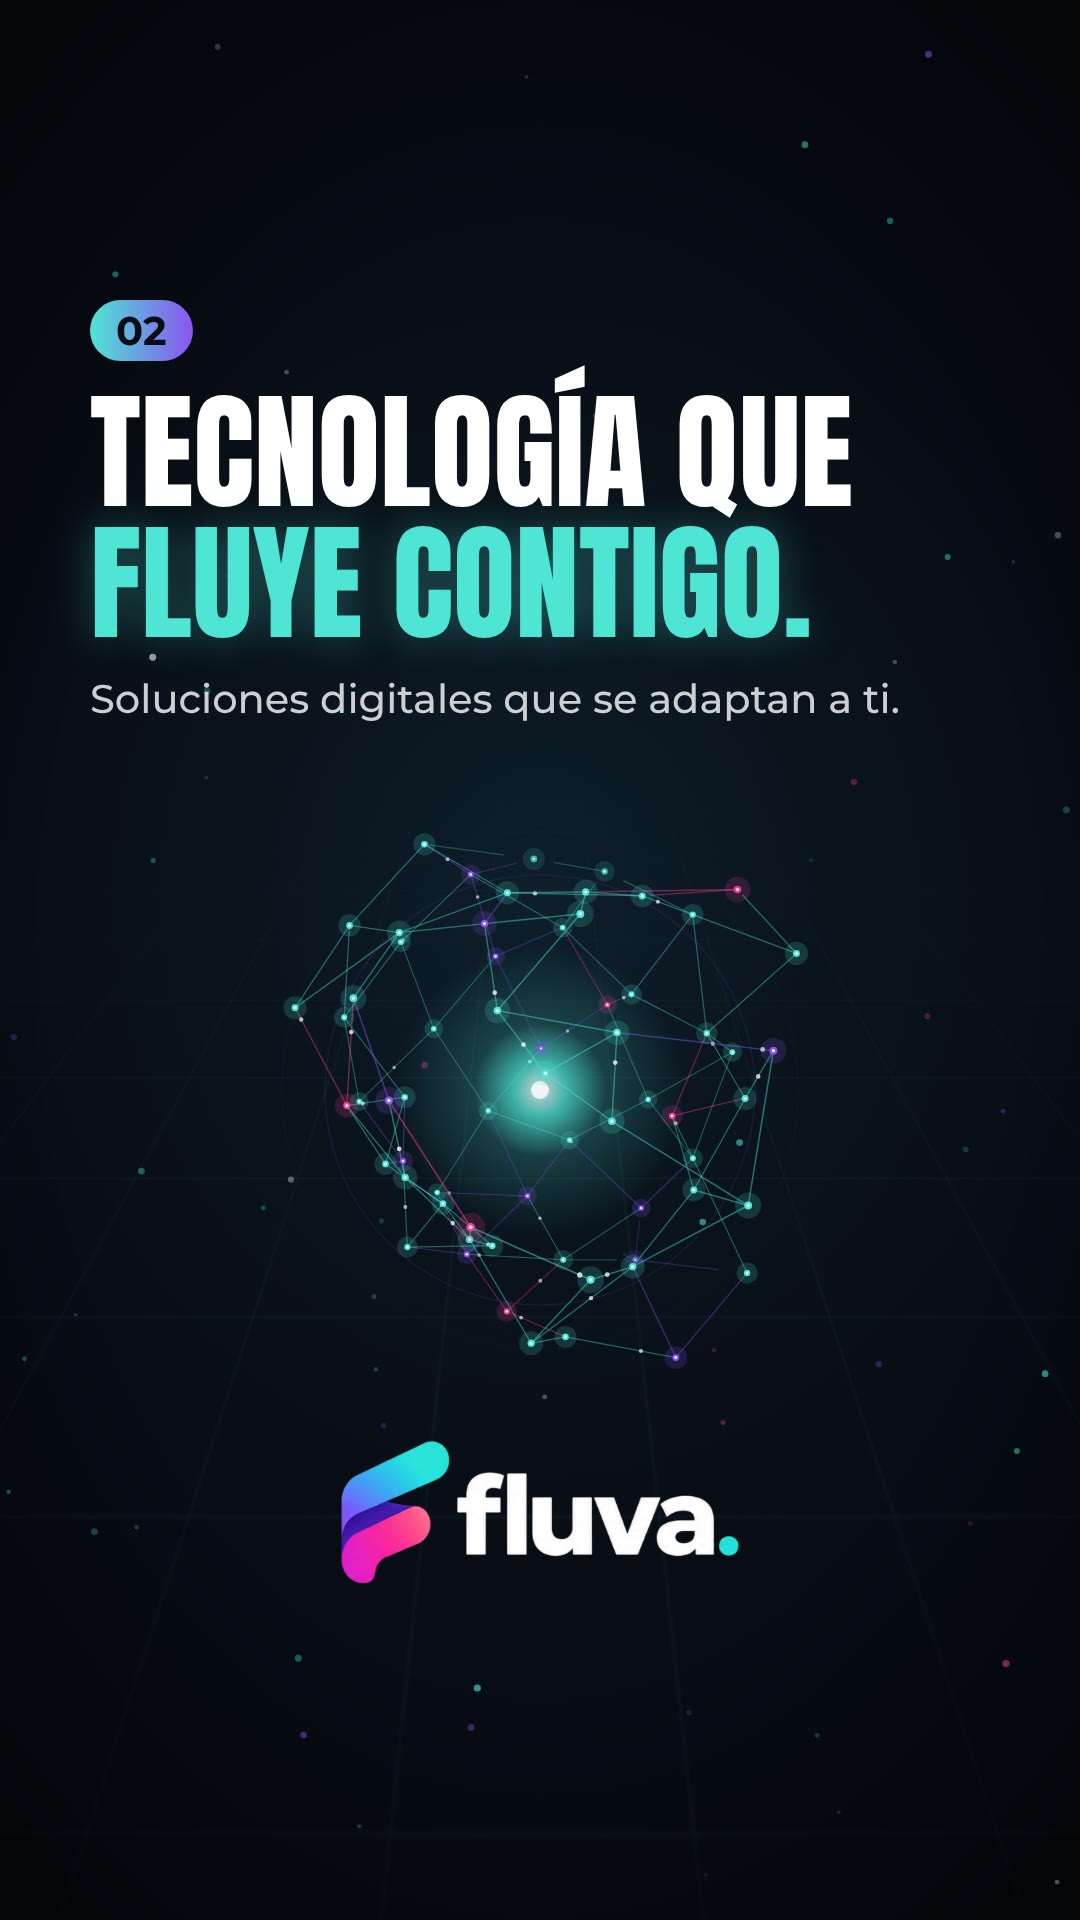 02
TECNOLOGÍA QUE
FLUYE CONTIGO.
Soluciones digitales que se adaptan a ti.
fluva.